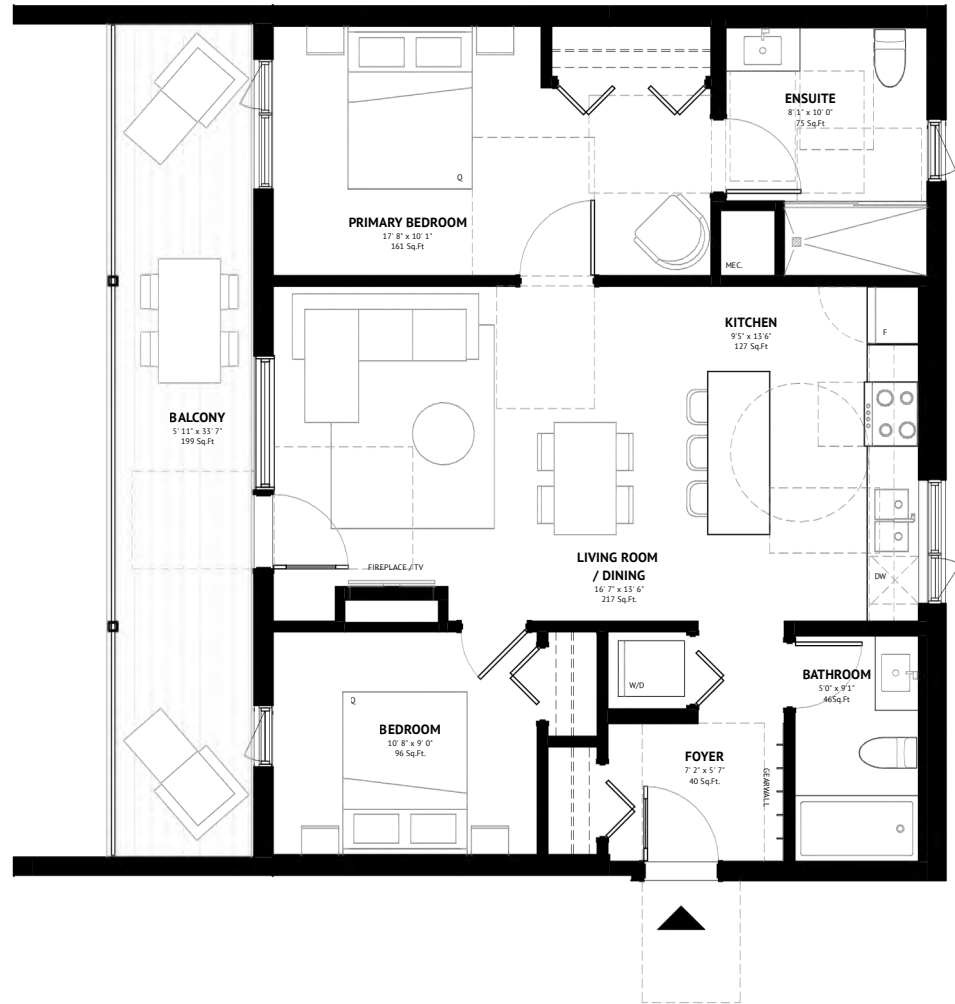 ENSUITE
8' 1" x 10' 0"
75 Sq.Ft
PRIMARY BEDROOM
17' 8" x 10' 1"
161 Sq.Ft
Q
MEC.
KITCHEN
9'5" x 13'6"
127 Sq.Ft
F
BALCONY
5' 11" x 33' 7"
199 Sq.Ft
FIREPLACE / TV
LIVING ROOM
/ DINING
16' 7" x 13' 6"
217 Sq.Ft.
DW
W/D
BATHROOM
5'0" x 9'1"
46Sq.Ft
Q
BEDROOM
10' 8" x 9' 0"
96 Sq.Ft.
FOYER
7' 2" x 5' 7"
40 Sq.Ft.
GEARWALL